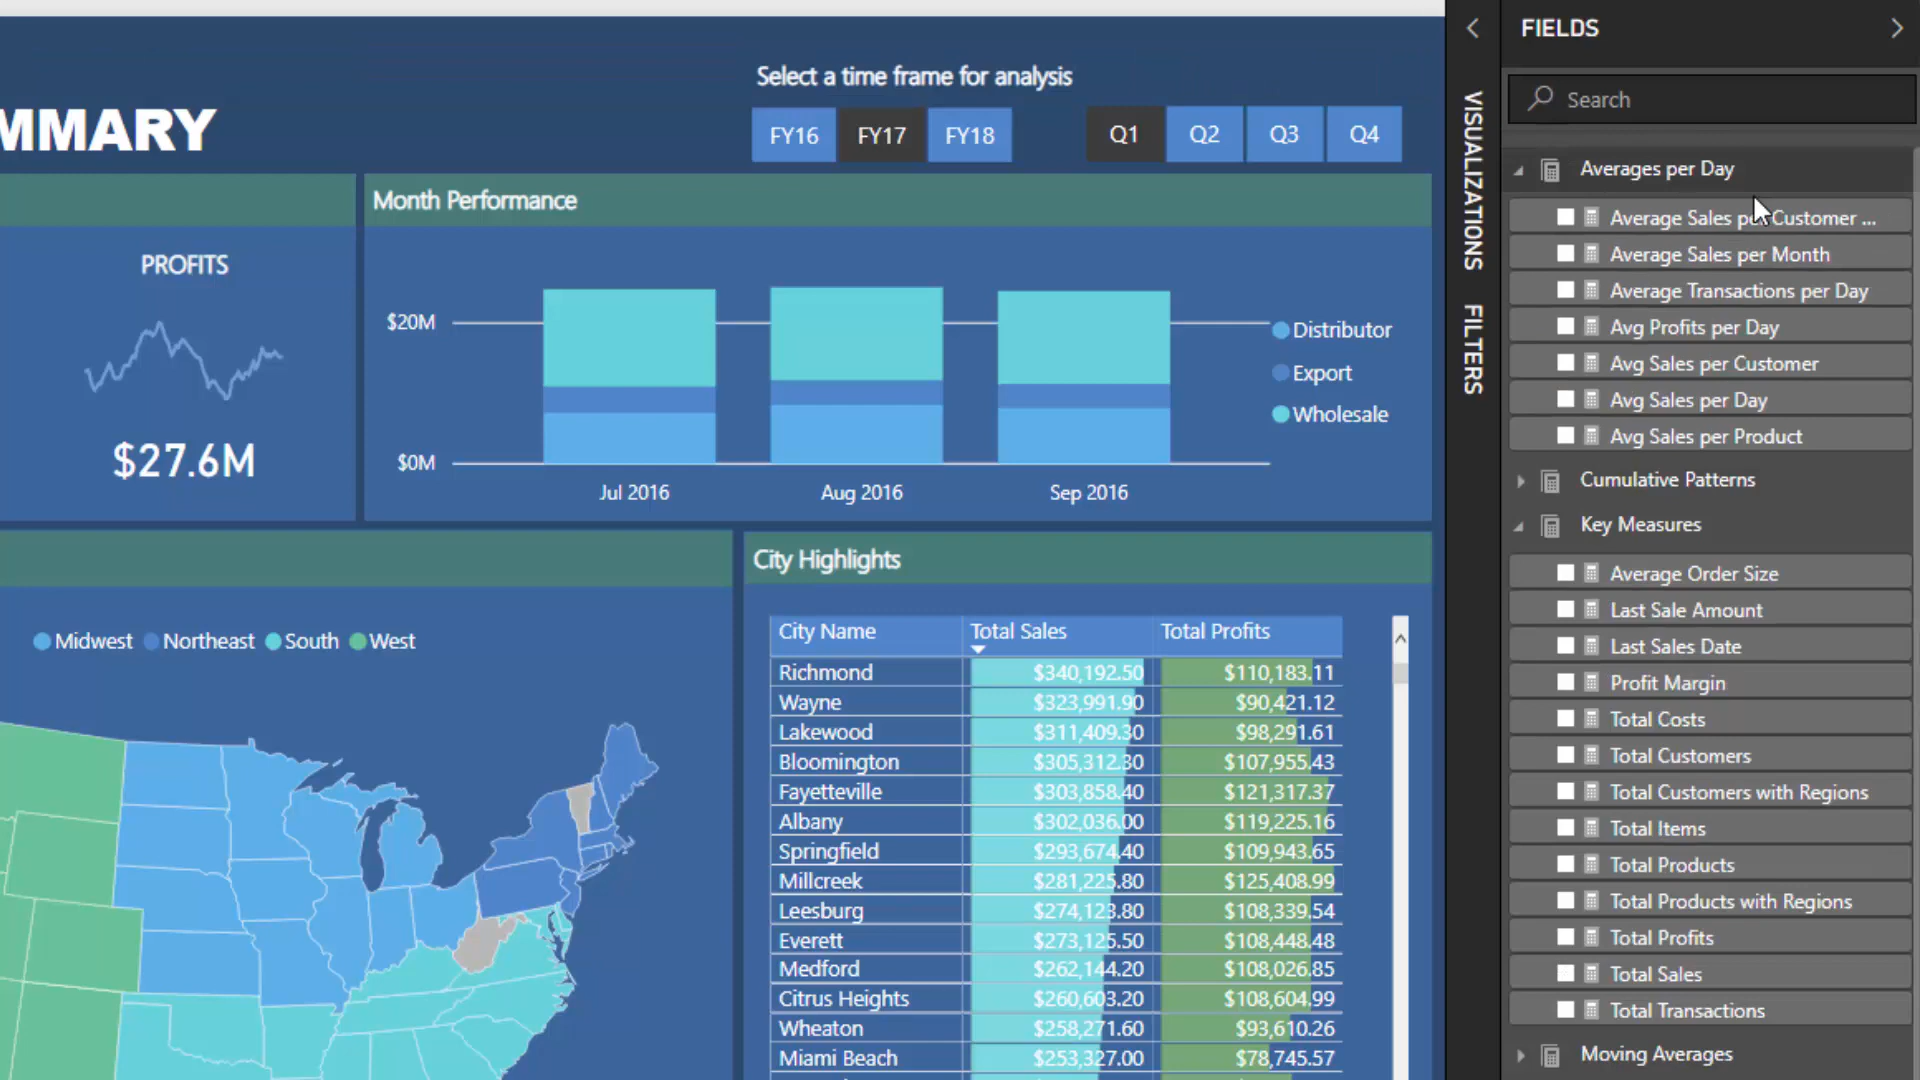 MMARY
Select a time frame for analysis
FY16 FY17 FY18 Q1 Q2 Q3 Q4
PROFITS
$27.6M
Month Performance
$20M
$0M
Jul 2016 Aug 2016 Sep 2016
Distributor
Export
Wholesale
Midwest Northeast South West
City Highlights
City Name Total Sales Total Profits
Richmond $340,192.50 $110,183.11
Wayne $323,991.90 $90,421.12
Lakewood $311,409.30 $98,291.61
Bloomington $305,312.30 $107,955.43
Fayetteville $303,858.40 $121,317.37
Albany $302,036.00 $119,225.16
Springfield $293,674.40 $109,943.65
Millcreek $281,225.80 $125,408.99
Leesburg $274,123.80 $108,339.54
Everett $273,125.50 $108,448.48
Medford $262,144.20 $108,026.85
Citrus Heights $260,603.20 $108,604.99
Wheaton $258,271.60 $93,610.26
Miami Beach $253,327.00 $78,745.57
VISUALIZATIONS
FILTERS
FIELDS
Search
Averages per Day
Average Sales per Customer ...
Average Sales per Month
Average Transactions per Day
Avg Profits per Day
Avg Sales per Customer
Avg Sales per Day
Avg Sales per Product
Cumulative Patterns
Key Measures
Average Order Size
Last Sale Amount
Last Sales Date
Profit Margin
Total Costs
Total Customers
Total Customers with Regions
Total Items
Total Products
Total Products with Regions
Total Profits
Total Sales
Total Transactions
Moving Averages